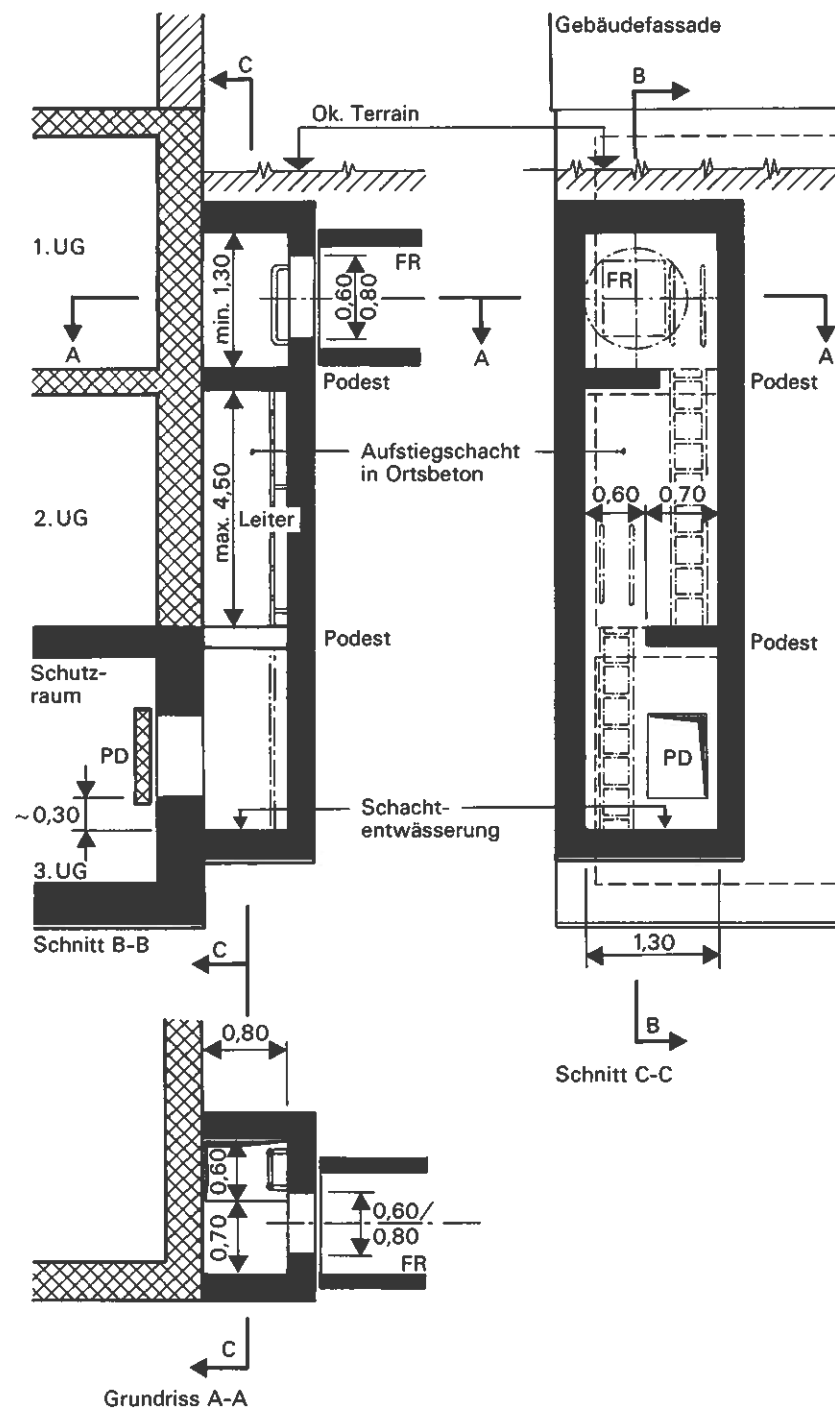 Gebäudefassade
C
B
Ok. Terrain
1.UG
min. 1,30
FR
0,60
0,80
FR
A
A
A
Podest
Podest
Aufstiegschacht
in Ortsbeton
2.UG
max. 4,50
Leiter
0,60
0,70
Podest
Podest
Schutz-
raum
PD
PD
~0,30
Schacht-
entwässerung
3.UG
Schnitt B-B
C
1,30
B
0,80
Schnitt C-C
0,60
0,70
0,60/
0,80
FR
C
Grundriss A-A